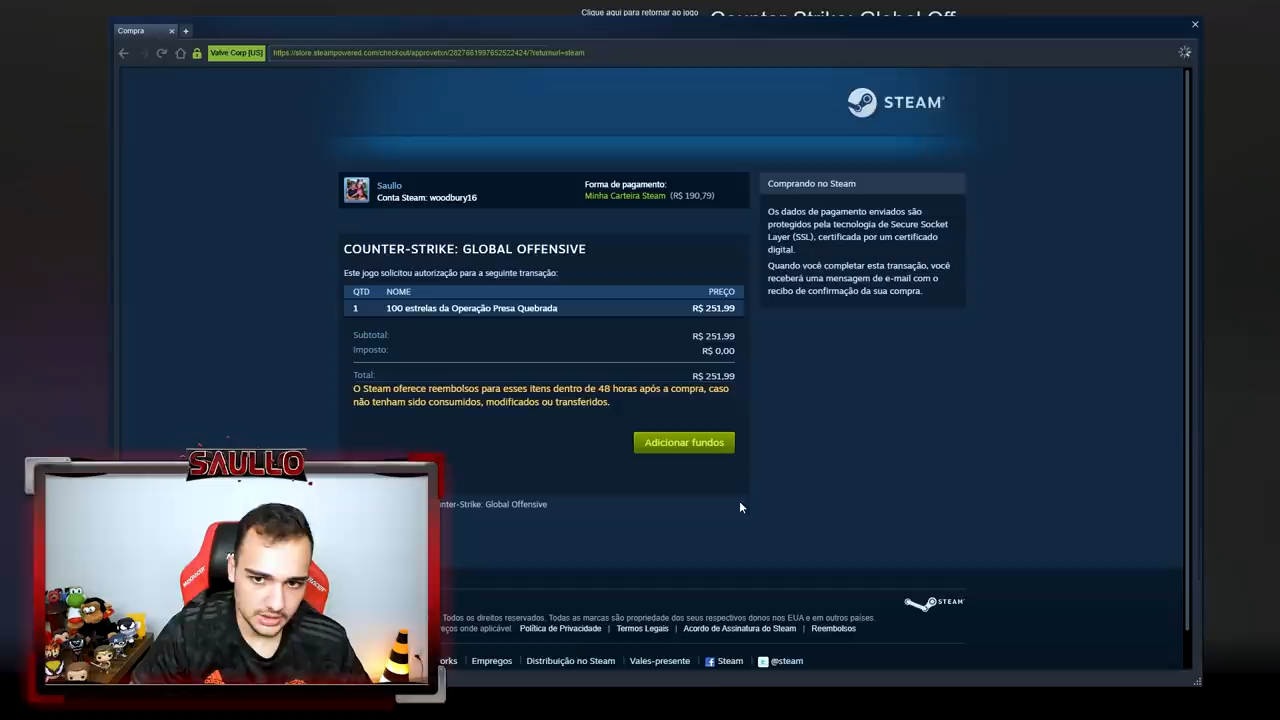 Clique aqui para retornar ao jogo
Counter Strike: Global Off
Compra
Valve Corp [US]
https://store.steampowered.com/checkout/approvetxn/2827661997652522424/?returnurl=steam
STEAM®
Saullo
Conta Steam: woodbury16
Forma de pagamento:
Minha Carteira Steam (R$ 190,79)
Comprando no Steam
Os dados de pagamento enviados são
protegidos pela tecnologia de Secure Socket
Layer (SSL), certificada por um certificado
digital.
Quando você completar esta transação, você
receberá uma mensagem de e-mail com o
recibo de confirmação da sua compra.
COUNTER-STRIKE: GLOBAL OFFENSIVE
Este jogo solicitou autorização para a seguinte transação:
QTD NOME PREÇO
1 100 estrelas da Operação Presa Quebrada R$ 251,99
Subtotal: R$ 251,99
Imposto: R$ 0,00
Total: R$ 251,99
O Steam oferece reembolsos para esses itens dentro de 48 horas após a compra, caso
não tenham sido consumidos, modificados ou transferidos.
Adicionar fundos
SAULLO
nter-Strike: Global Offensive
Todos os direitos reservados. Todas as marcas são propriedade dos seus respectivos donos nos EUA e em outros países.
reços onde aplicável Política de Privacidade Termos Legais Acordo de Assinatura do Steam Reembolsos
STEAM
orks Empregos Distribuição no Steam Vales-presente Steam @steam